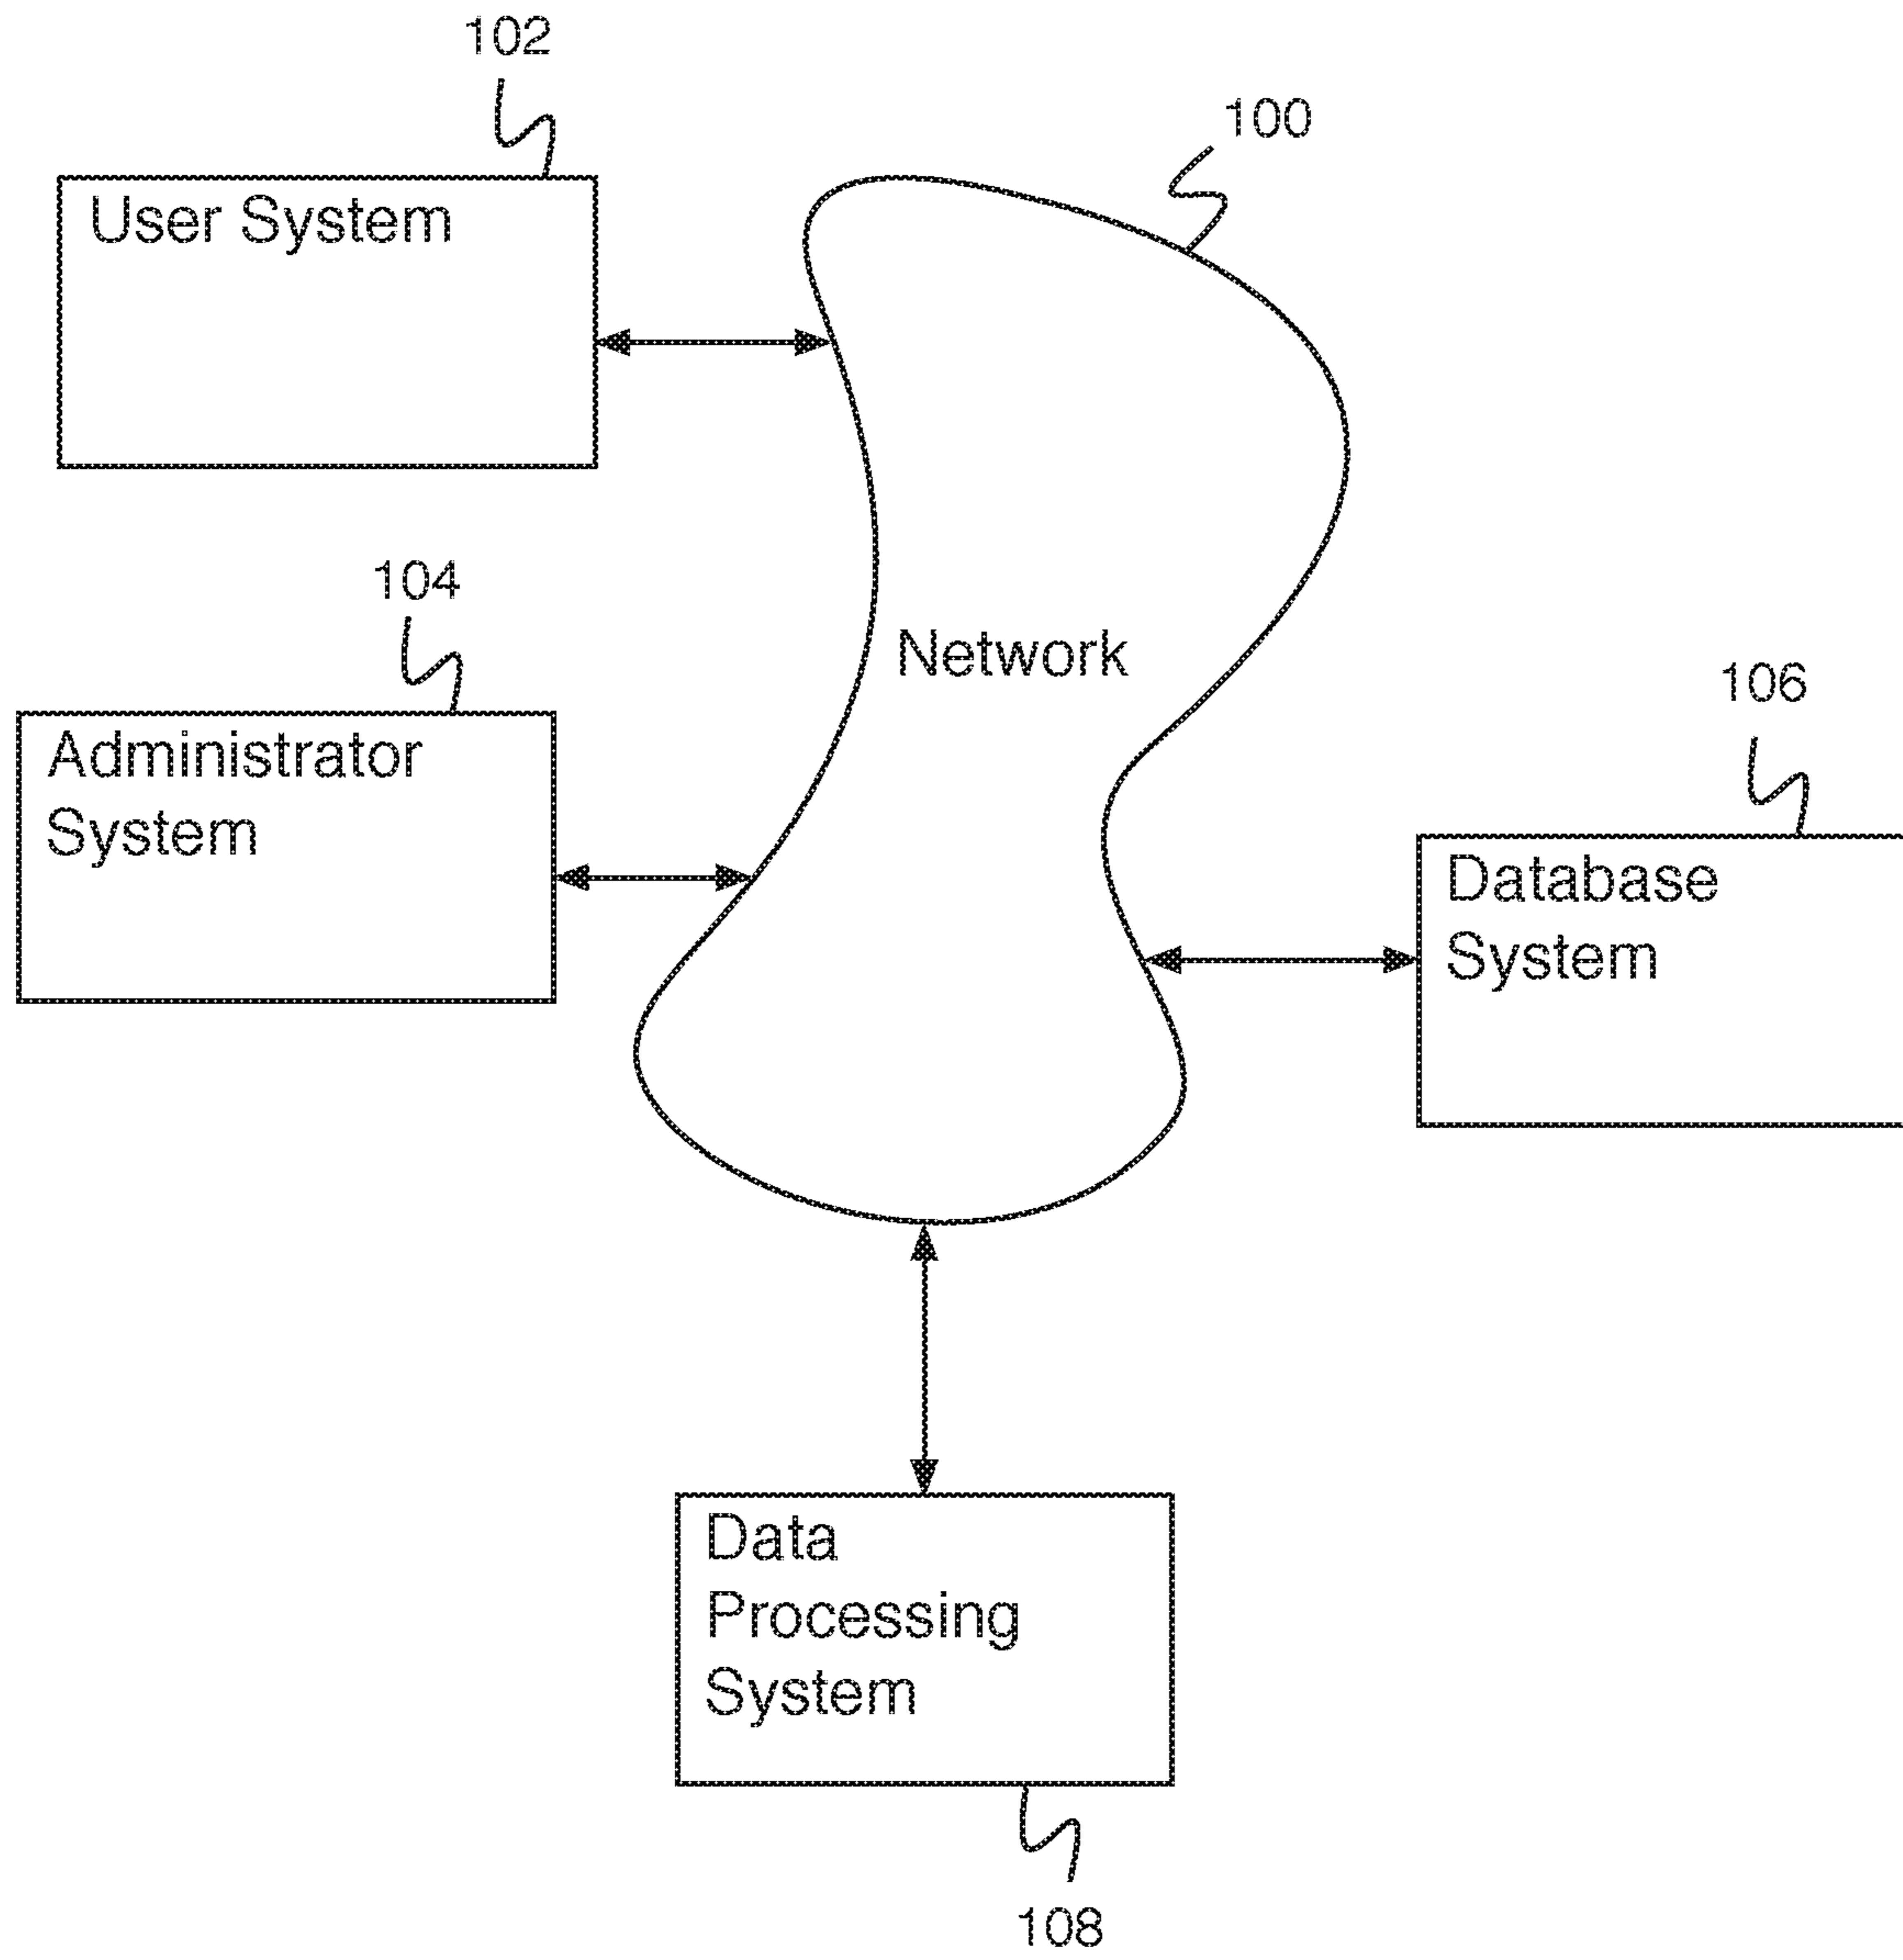 102
100
User System
104
Network
106
Administrator
System
Database
System
Data
Processing
System
108